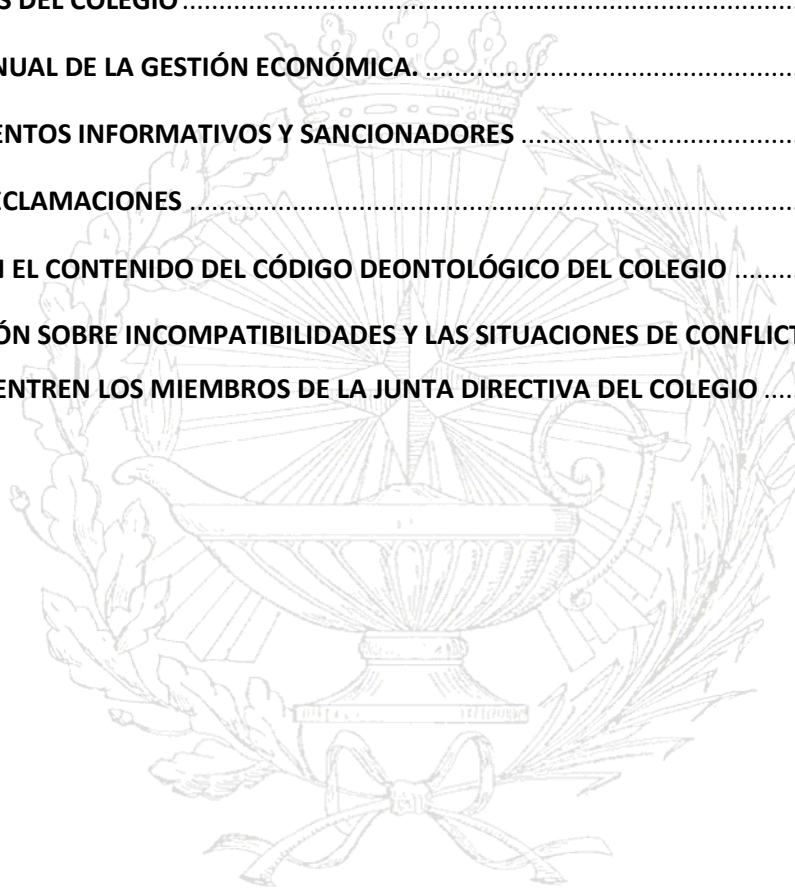 S DEL COLEGIO
NUAL DE LA GESTIÓN ECONÓMICA.
ENTOS INFORMATIVOS Y SANCIONADORES
ECLAMACIONES
EL CONTENIDO DEL CÓDIGO DEONTOLÓGICO DEL COLEGIO
ÓN SOBRE INCOMPATIBILIDADES Y LAS SITUACIONES DE CONFLICT
ENTREN LOS MIEMBROS DE LA JUNTA DIRECTIVA DEL COLEGIO